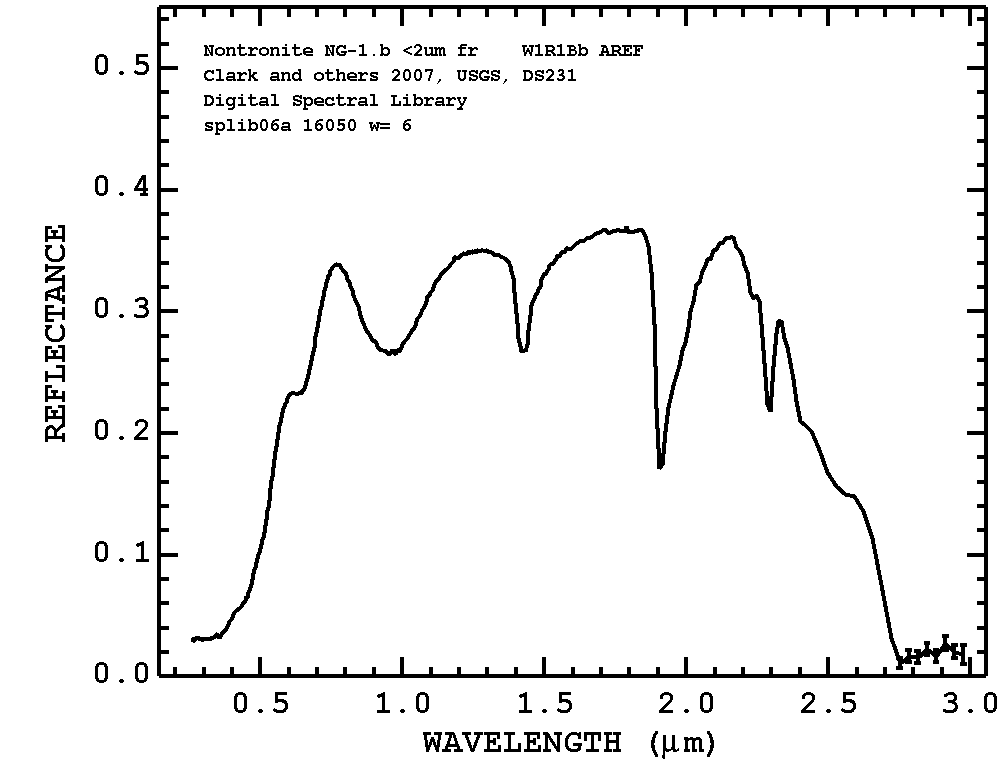 Nontronite NG-1.b <2um fr W1R1Bb AREF
Clark and others 2007, USGS, DS231
Digital Spectral Library
splib06a 16050 w= 6
REFLECTANCE
0.5
0.4
0.3
0.2
0.1
0.0
0.5 1.0 1.5 2.0 2.5 3.0
WAVELENGTH (μm)